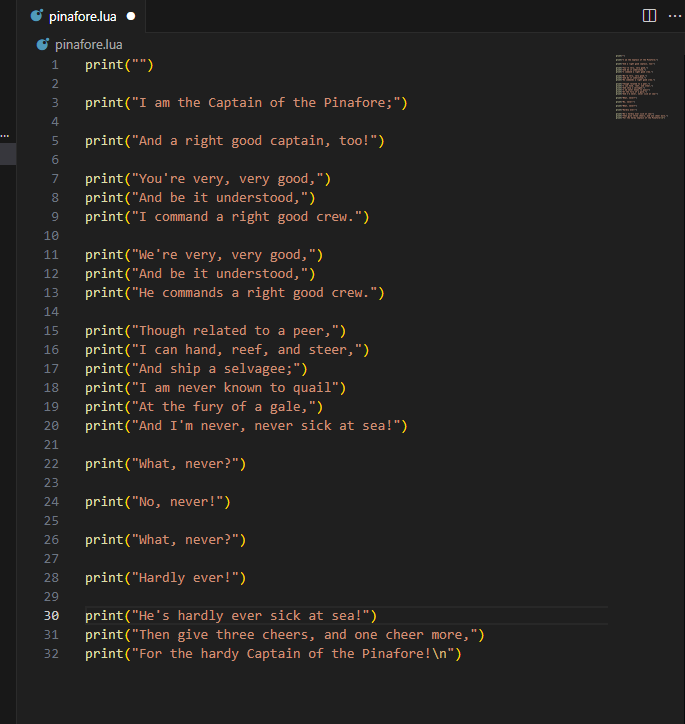 pinafore.lua
pinafore.lua
1 print("")
2
3 print("I am the Captain of the Pinafore;")
4
5 print("And a right good captain, too!")
6
7 print("You're very, very good,")
8 print("And be it understood,")
9 print("I command a right good crew.")
10
11 print("We're very, very good,")
12 print("And be it understood,")
13 print("He commands a right good crew.")
14
15 print("Though related to a peer,")
16 print("I can hand, reef, and steer,")
17 print("And ship a selvagee;")
18 print("I am never known to quail")
19 print("At the fury of a gale,")
20 print("And I'm never, never sick at sea!")
21
22 print("What, never?")
23
24 print("No, never!")
25
26 print("What, never?")
27
28 print("Hardly ever!")
29
30 print("He's hardly ever sick at sea!")
31 print("Then give three cheers, and one cheer more,")
32 print("For the hardy Captain of the Pinafore!\n")